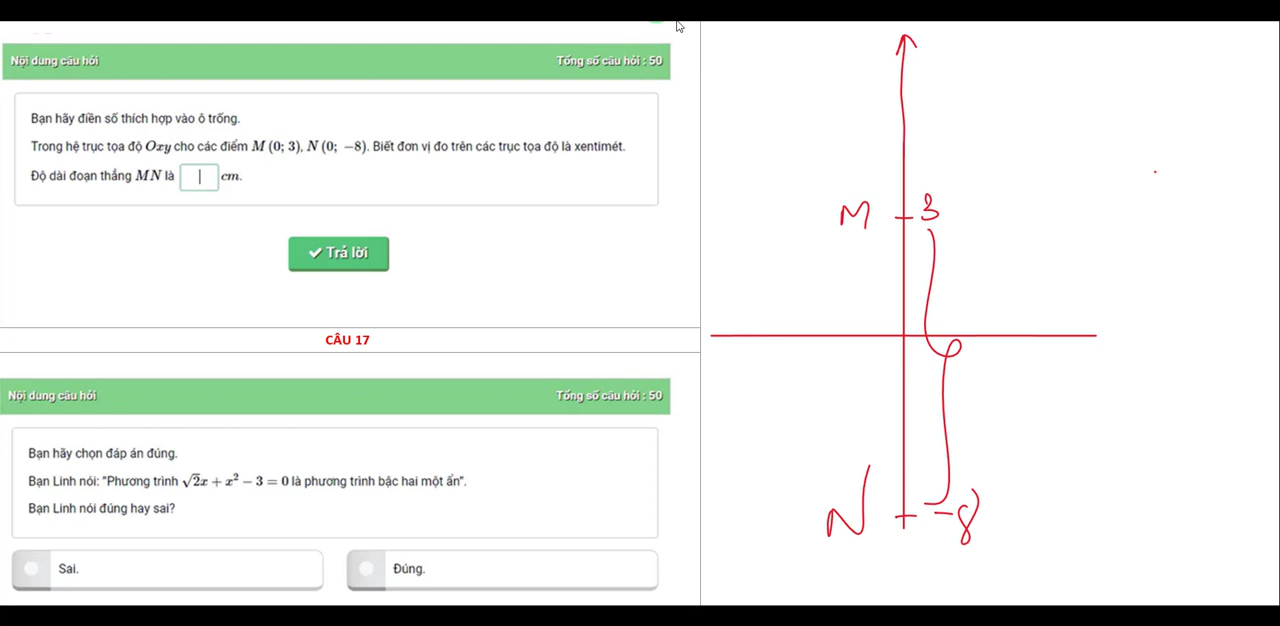 Nội dung câu hỏi
Tổng số câu hỏi : 50
Bạn hãy điền số thích hợp vào ô trống.
Trong hệ trục tọa độ Oxy cho các điểm M (0; 3), N (0; −8). Biết đơn vị đo trên các trục tọa độ là xentimét.
Độ dài đoạn thẳng MN là cm.
✔ Trả lời
CÂU 17
Nội dung câu hỏi
Tổng số câu hỏi : 50
Bạn hãy chọn đáp án đúng.
Bạn Linh nói: "Phương trình √2x + x² − 3 = 0 là phương trình bậc hai một ẩn".
Bạn Linh nói đúng hay sai?
Sai.
Đúng.
M 3
N −8